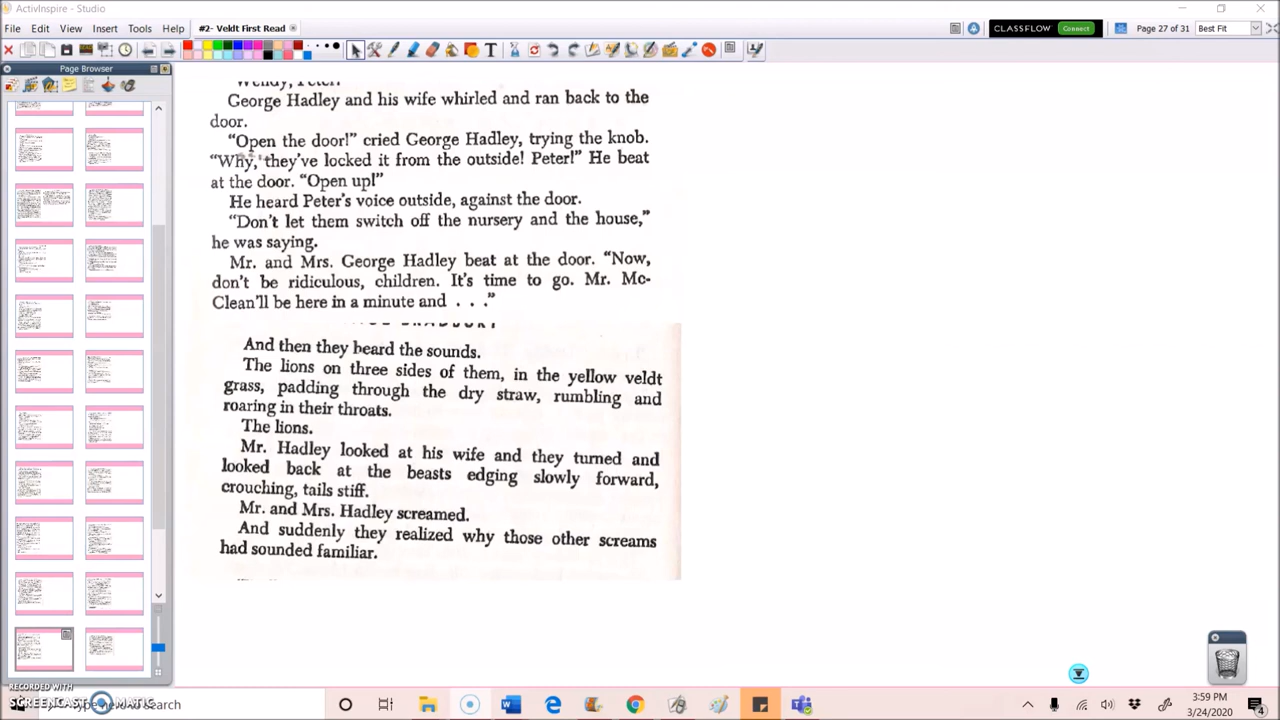 ActivInspire - Studio
File Edit View Insert Tools Help #2- Veldt First Read CLASSFLOW Connect Page 27 of 31 Best Fit
Page Browser
Wendy, Peter!
George Hadley and his wife whirled and ran back to the
door.
“Open the door!” cried George Hadley, trying the knob.
“Why, they’ve locked it from the outside! Peter!” He beat
at the door. “Open up!”
He heard Peter’s voice outside, against the door.
“Don’t let them switch off the nursery and the house,”
he was saying.
Mr. and Mrs. George Hadley beat at the door. “Now,
don’t be ridiculous, children. It’s time to go. Mr. Mc-
Clean’ll be here in a minute and . . .”
And then they heard the sounds.
The lions on three sides of them, in the yellow veldt
grass, padding through the dry straw, rumbling and
roaring in their throats.
The lions.
Mr. Hadley looked at his wife and they turned and
looked back at the beasts edging slowly forward,
crouching, tails stiff.
Mr. and Mrs. Hadley screamed.
And suddenly they realized why those other screams
had sounded familiar.
RECORDED WITH
SCREENCAST MATIC
Type here to search
3:59 PM
3/24/2020
4